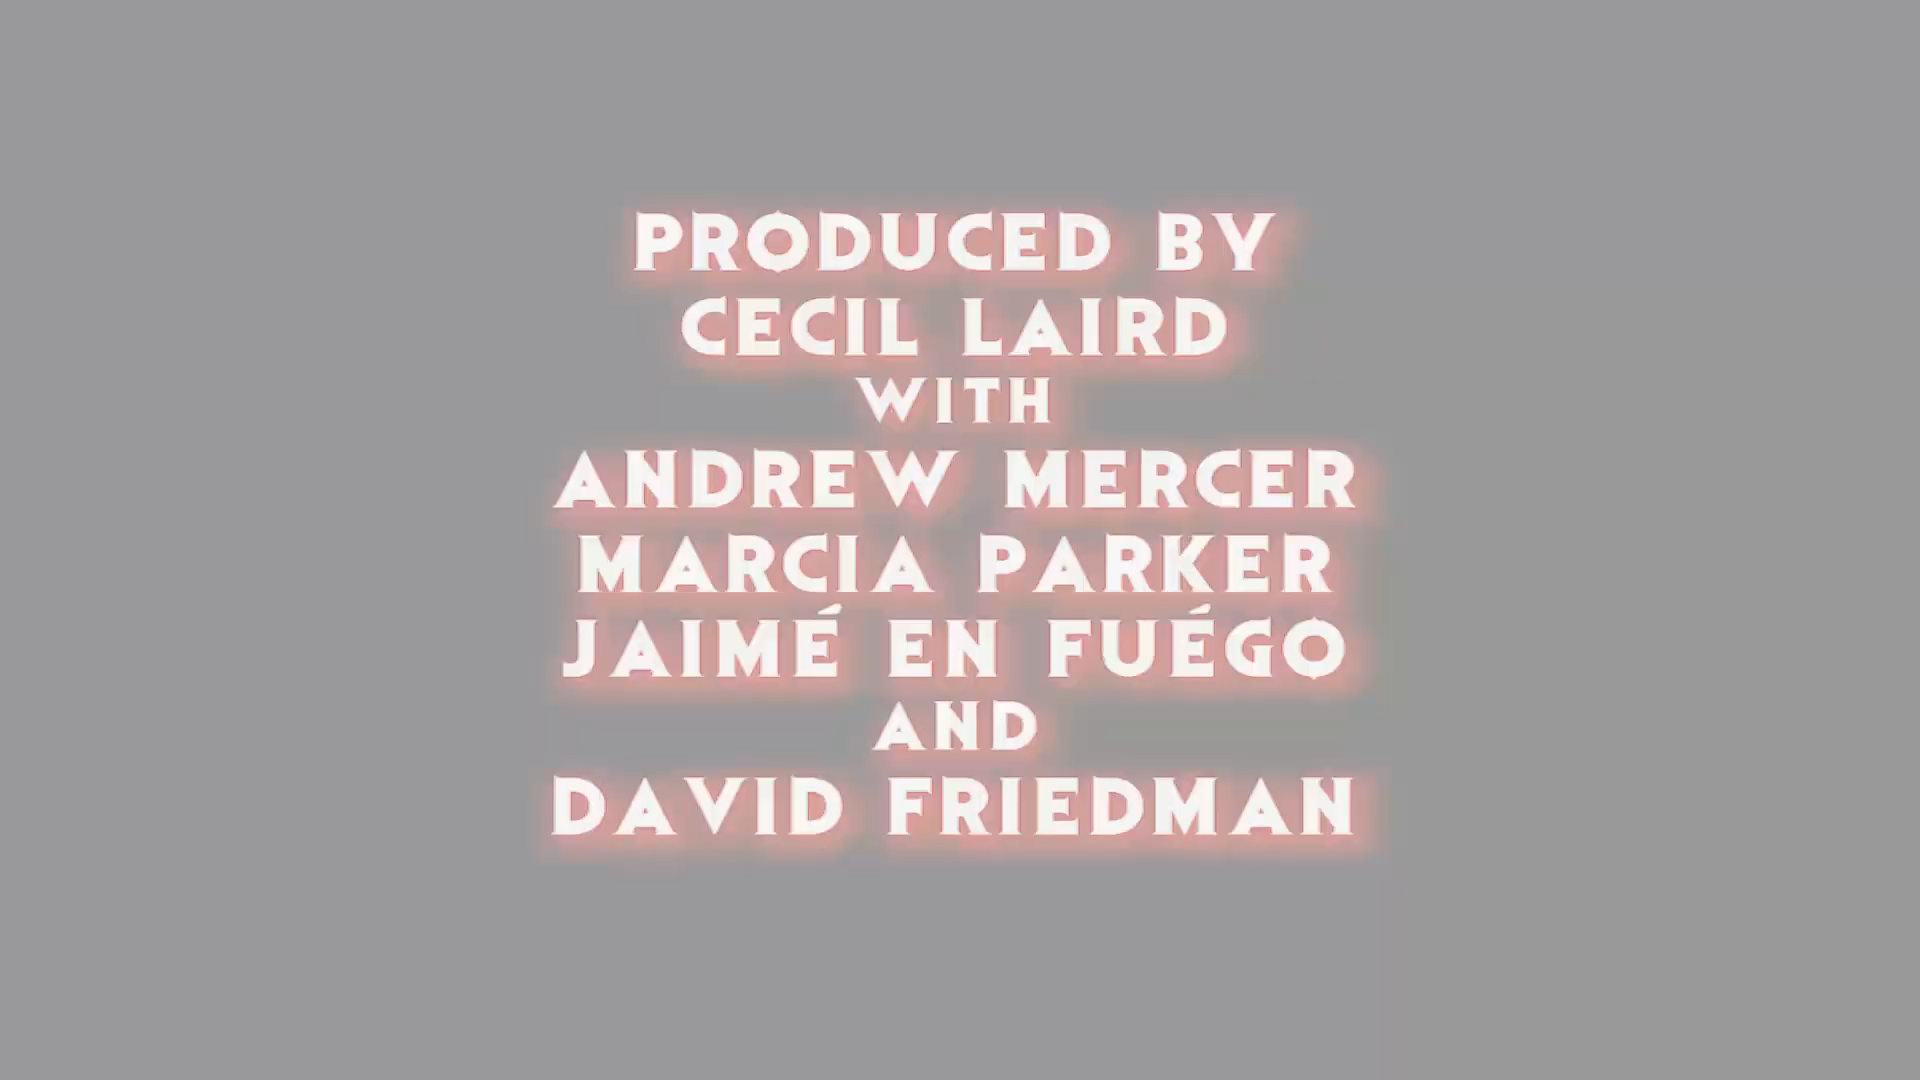 PRODUCED BY
CECIL LAIRD
WITH
ANDREW MERCER
MARCIA PARKER
JAIMÉ EN FUÉGO
AND
DAVID FRIEDMAN